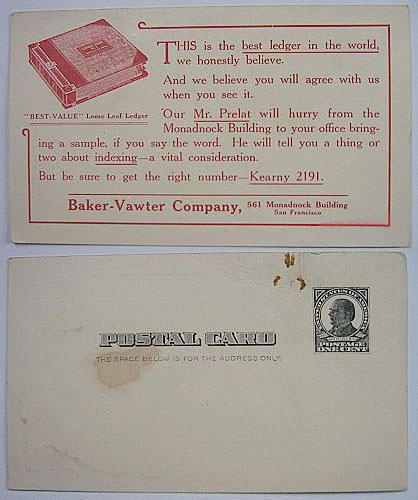 THIS is the best ledger in the world,
we honestly believe.
And we believe you will agree with us
when you see it.
"BEST-VALUE" Loose Leaf Ledger
Our Mr. Prelat will hurry from the
Monadnock Building to your office bring-
ing a sample, if you say the word. He will tell you a thing or
two about indexing—a vital consideration.
But be sure to get the right number—Kearny 2191.
Baker-Vawter Company, 561 Monadnock Building
San Francisco
POSTAL CARD
THE SPACE BELOW IS FOR THE ADDRESS ONLY.
POSTAGE
ONE CENT